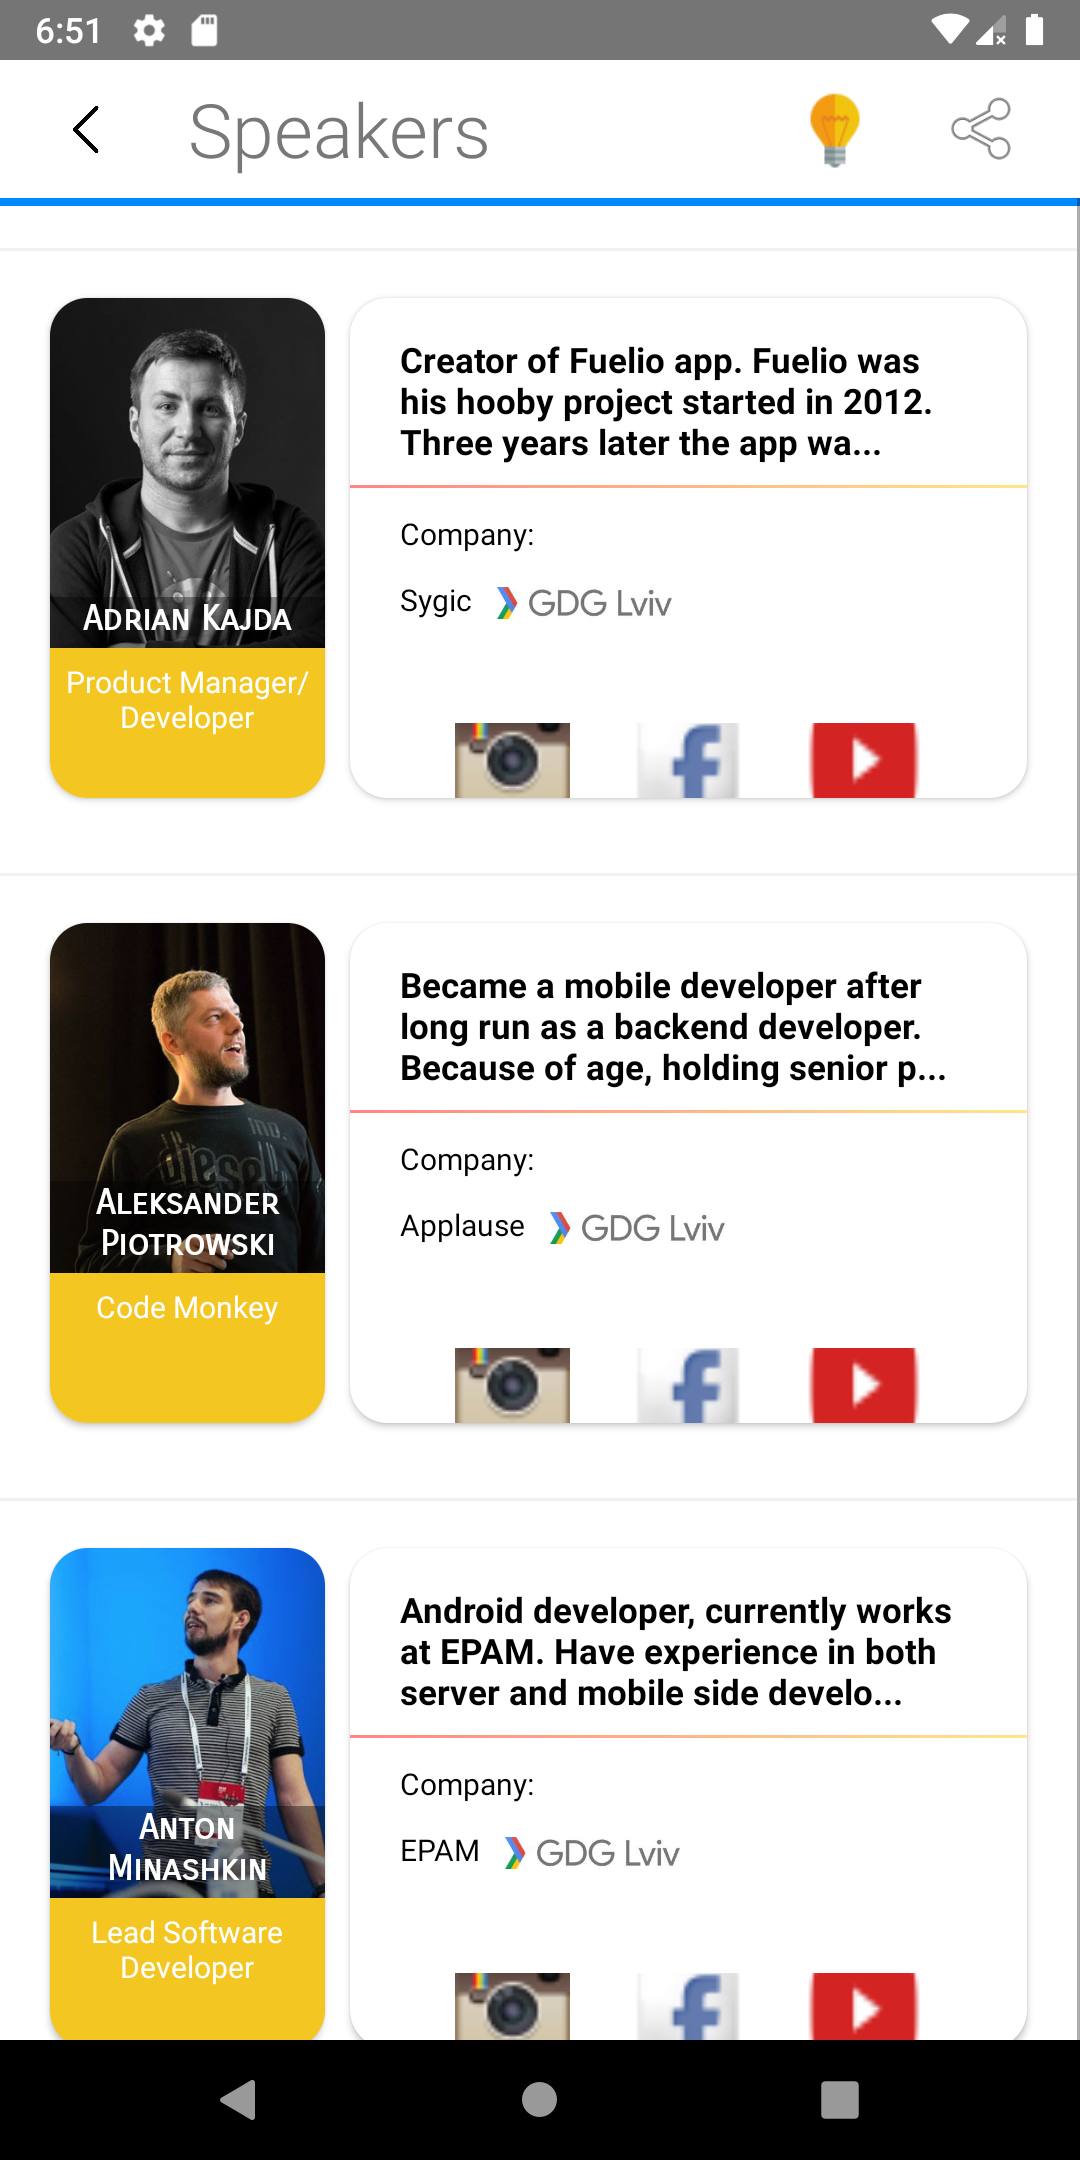 6:51
Speakers
Creator of Fuelio app. Fuelio was
his hooby project started in 2012.
Three years later the app wa...
ADRIAN KAJDA
Product Manager/
Developer
Company:
Sygic GDG Lviv
Became a mobile developer after
long run as a backend developer.
Because of age, holding senior p...
diesel
ALEKSANDER
PIOTROWSKI
Code Monkey
Company:
Applause GDG Lviv
Android developer, currently works
at EPAM. Have experience in both
server and mobile side develo...
ANTON
MINASHKIN
Lead Software
Developer
Company:
EPAM GDG Lviv